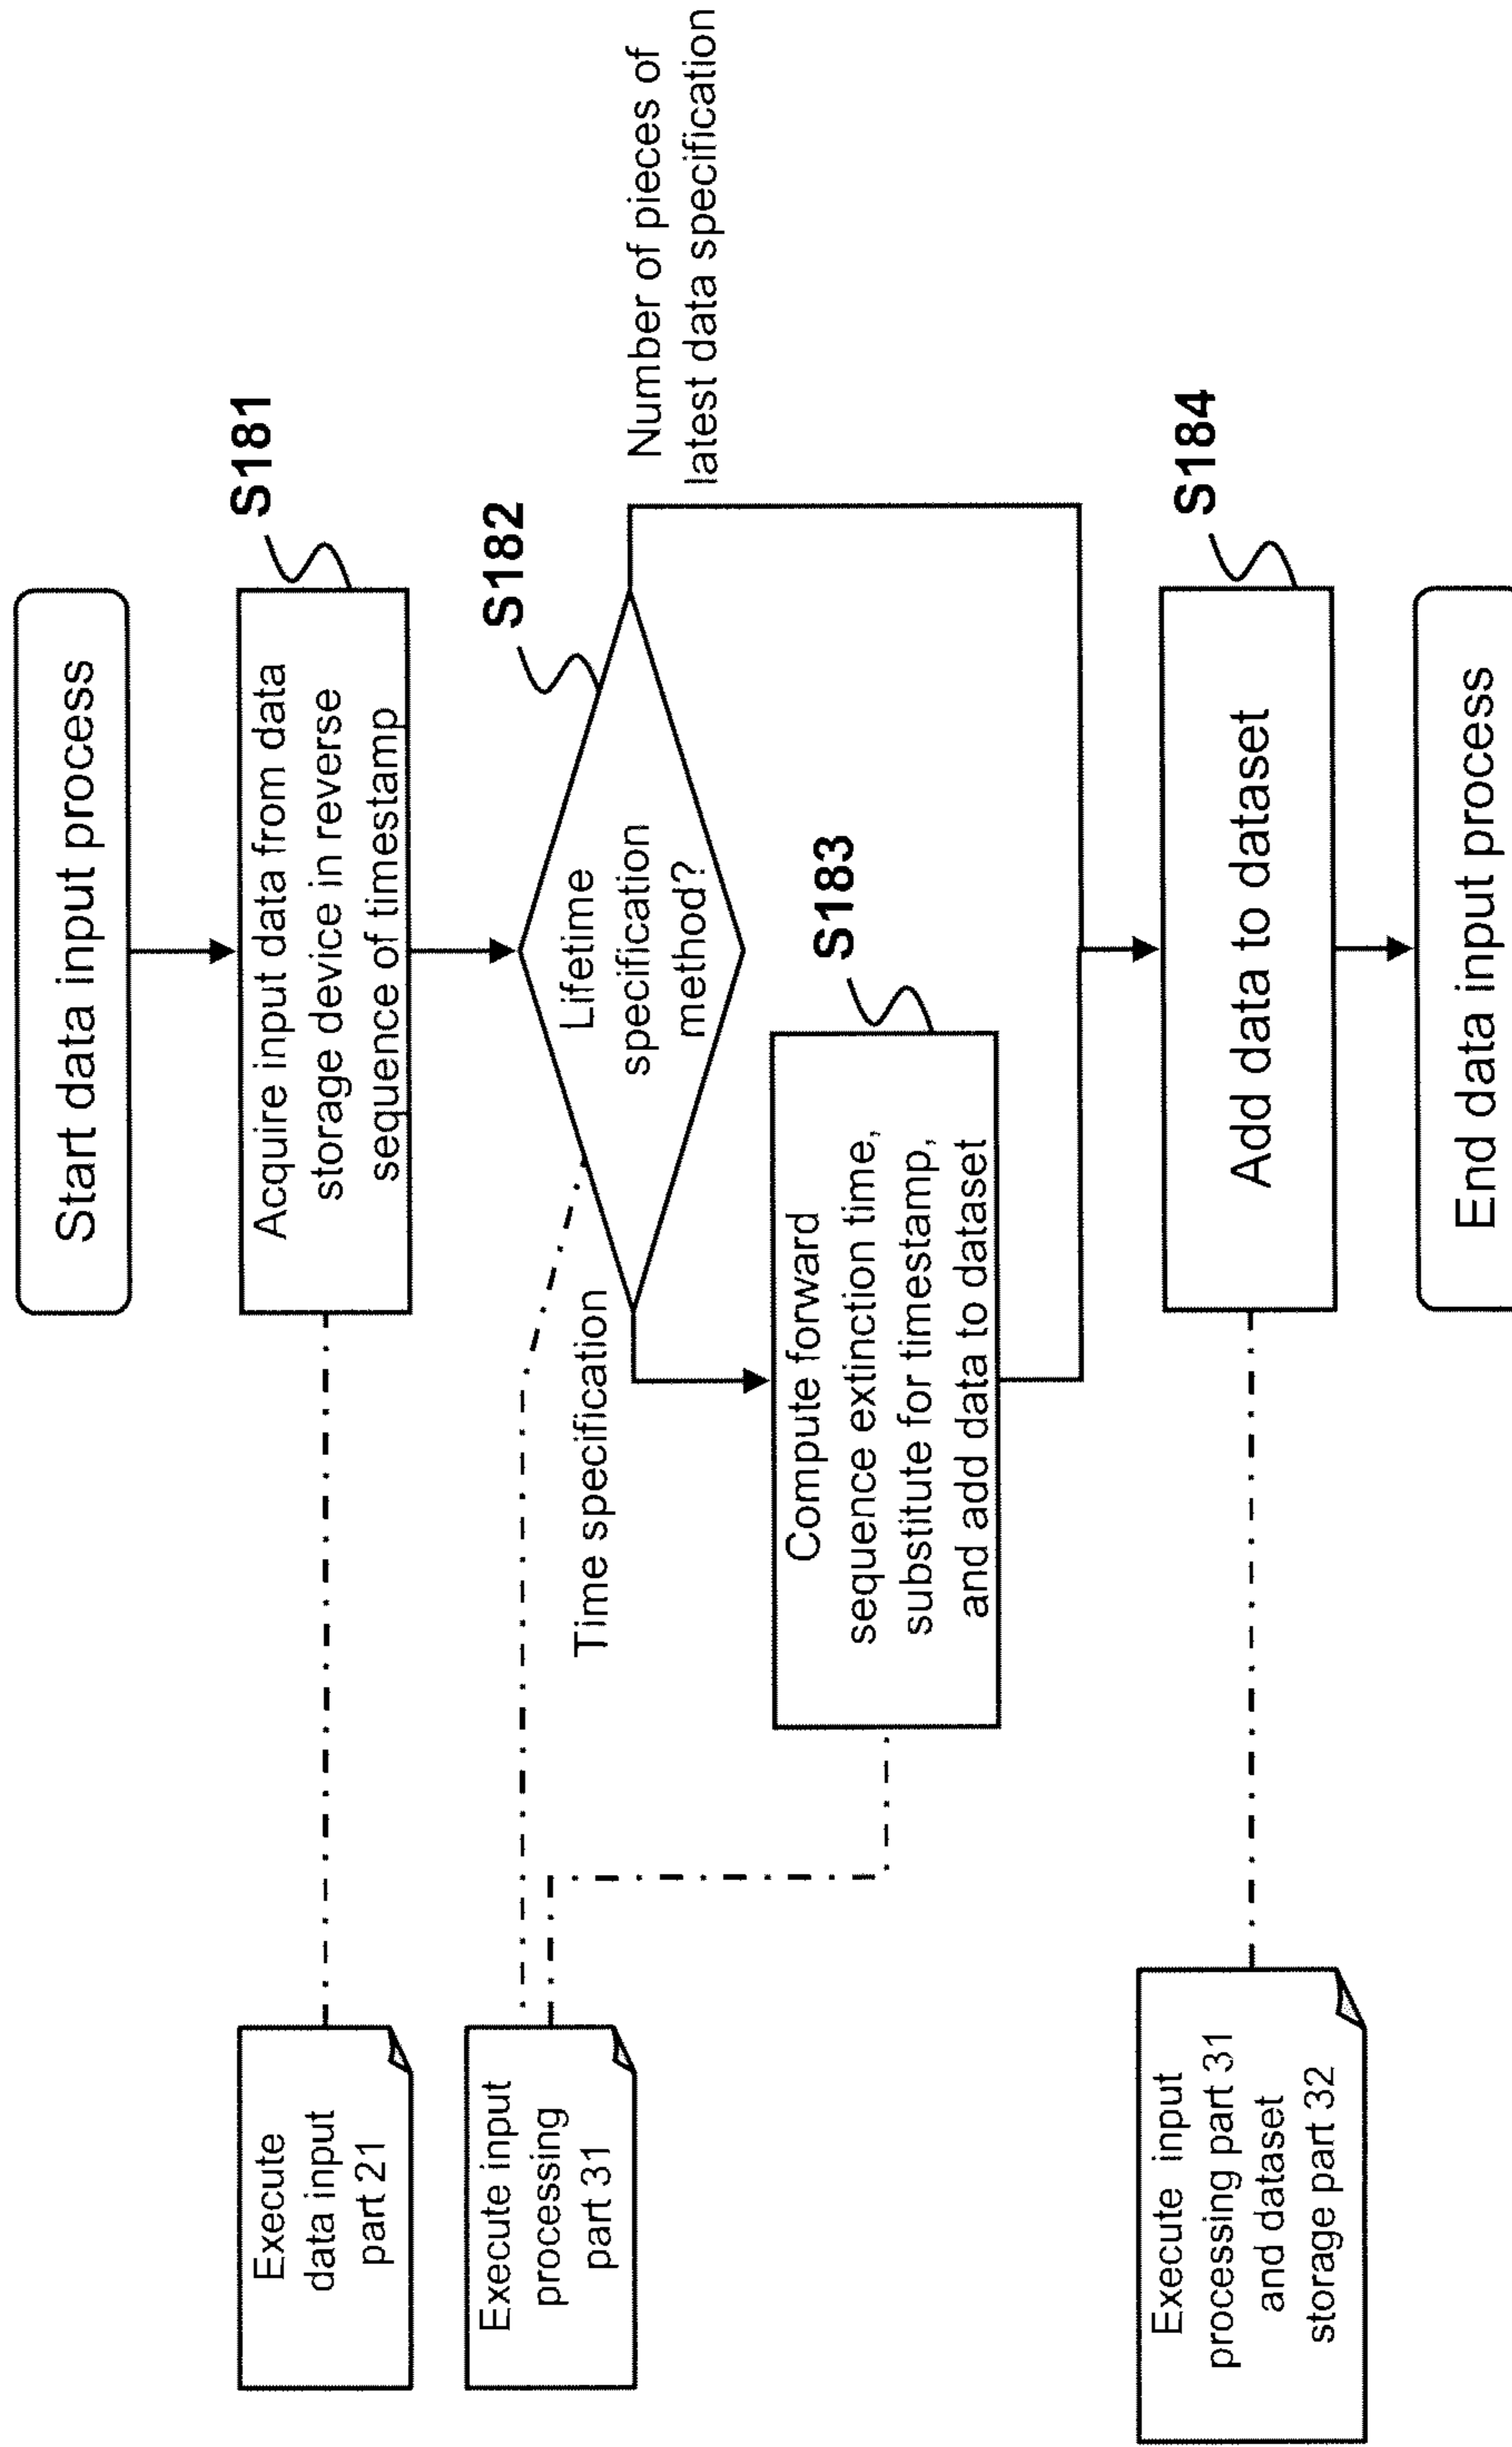 Start data input process
S181
Acquire input data from data
storage device in reverse
sequence of timestamp
Execute
data input
part 21
S182
Lifetime
specification
method?
Number of pieces of
latest data specification
Time specification
Execute input
processing
part 31
S183
Compute forward
sequence extinction time,
substitute for timestamp,
and add data to dataset
S184
Add data to dataset
Execute input
processing part 31
and dataset
storage part 32
End data input process